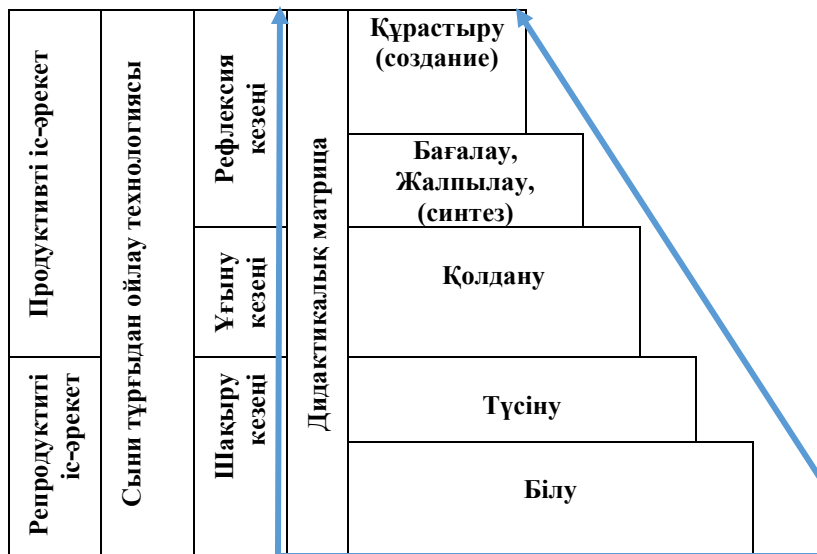 Продуктивті іс-әрекет
Репродуктиті
іс-әрекет
Сыни тұрғыдан ойлау технологиясы
Рефлексия
кезеңі
Ұғыну
кезеңі
Шақыру
кезеңі
Дидактикалық матрица
Құрастыру
(создание)
Бағалау,
Жалпылау,
(синтез)
Қолдану
Түсіну
Білу